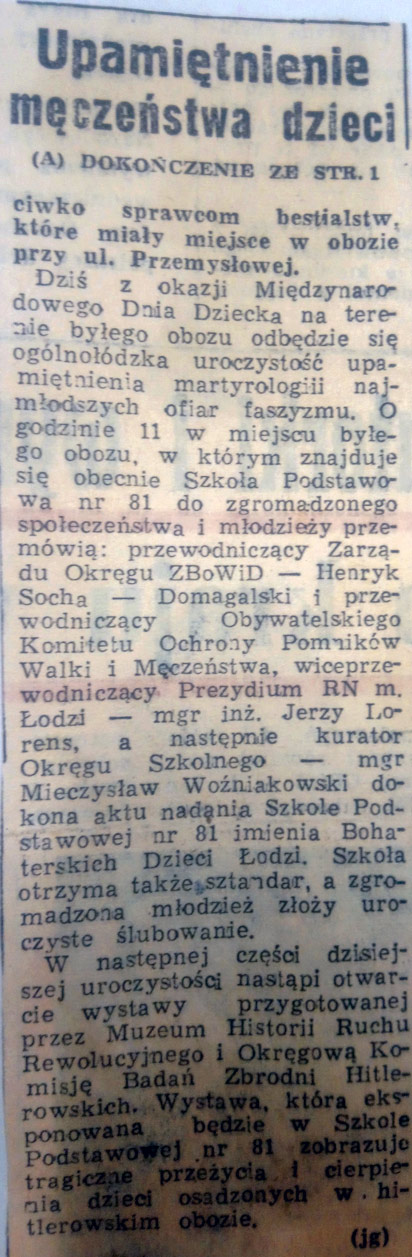 Upamiętnienie
męczeństwa dzieci
(A) DOKOŃCZENIE ZE STR. 1
ciwko sprawcom bestialstw,
które miały miejsce w obozie
przy ul. Przemysłowej.
Dziś z okazji Międzynaro-
dowego Dnia Dziecka na tere-
nie byłego obozu odbędzie się
ogólnołódzka uroczystość upa-
miętnienia martyrologiii naj-
młodszych ofiar faszyzmu. O
godzinie 11 w miejscu byłe-
go obozu, w którym znajduje
się obecnie Szkoła Podstawo-
wa nr 81 do zgromadzonego
społeczeństwa i młodzieży prze-
mówią: przewodniczący Zarzą-
du Okręgu ZBoWiD — Henryk
Socha — Domagalski i prze-
wodniczący Obywatelskiego
Komitetu Ochrony Pomników
Walki i Męczeństwa, wiceprze-
wodniczący Prezydium RN m.
Łodzi — mgr inż. Jerzy Lo-
rens, a następnie kurator
Okręgu Szkolnego — mgr
Mieczysław Woźniakowski do-
kona aktu nadania Szkole Pod-
stawowej nr 81 imienia Boha-
terskich Dzieci Łodzi. Szkoła
otrzyma także sztandar, a zgro-
madzona młodzież złoży uro-
czyste ślubowanie.
W następnej części dzisiej-
szej uroczystości nastąpi otwar-
cie wystawy przygotowanej
przez Muzeum Historii Ruchu
Rewolucyjnego i Okręgową Ko-
misję Badań Zbrodni Hitle-
rowskich. Wystawa, która eks-
ponowana będzie w Szkole
Podstawowej nr 81 zobrazuje
tragiczne przeżycia i cierpie-
nia dzieci osadzonych w hi-
tlerowskim obozie.
(jg)